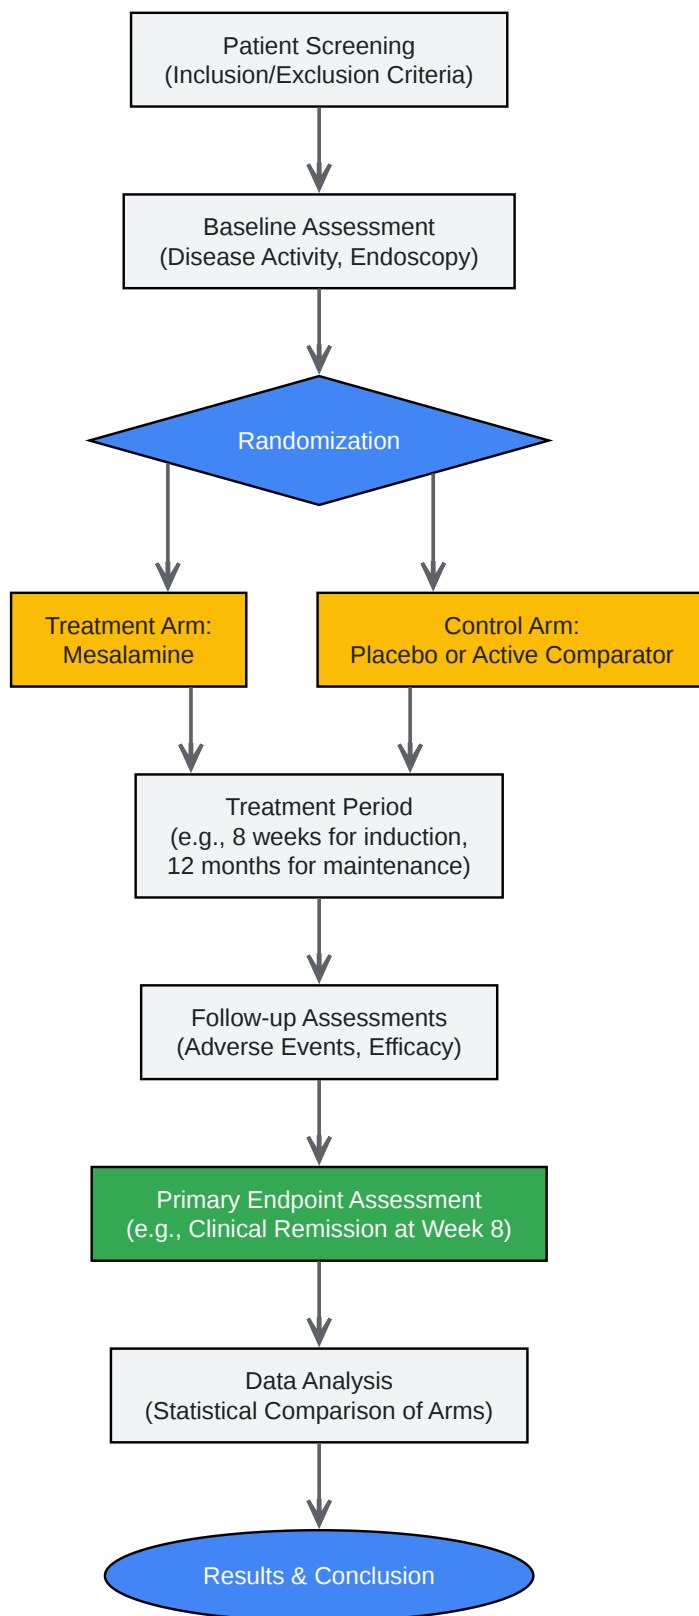 Patient Screening
(Inclusion/Exclusion Criteria)
Baseline Assessment
(Disease Activity, Endoscopy)
Randomization
Treatment Arm:
Mesalamine
Control Arm:
Placebo or Active Comparator
Treatment Period
(e.g., 8 weeks for induction,
12 months for maintenance)
Follow-up Assessments
(Adverse Events, Efficacy)
Primary Endpoint Assessment
(e.g., Clinical Remission at Week 8)
Data Analysis
(Statistical Comparison of Arms)
Results & Conclusion